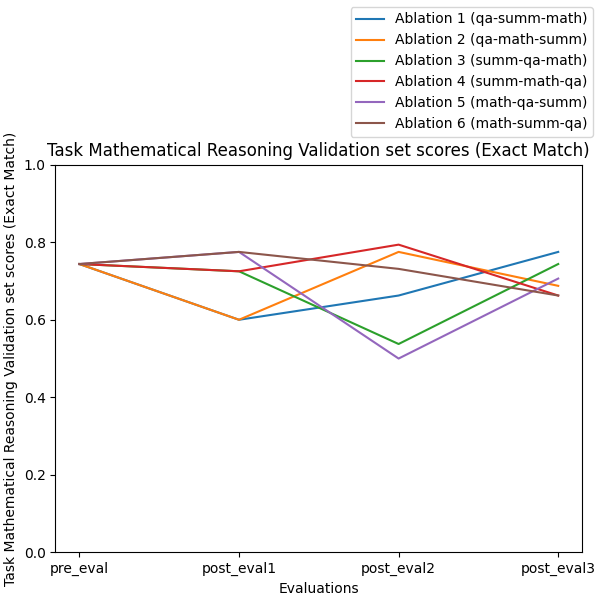 Ablation 1 (qa-summ-math)
Ablation 2 (qa-math-summ)
Ablation 3 (summ-qa-math)
Ablation 4 (summ-math-qa)
Ablation 5 (math-qa-summ)
Ablation 6 (math-summ-qa)
Task Mathematical Reasoning Validation set scores (Exact Match)
Task Mathematical Reasoning Validation set scores (Exact Match)
1.0
0.8
0.6
0.4
0.2
0.0
pre_eval
post_eval1
post_eval2
post_eval3
Evaluations